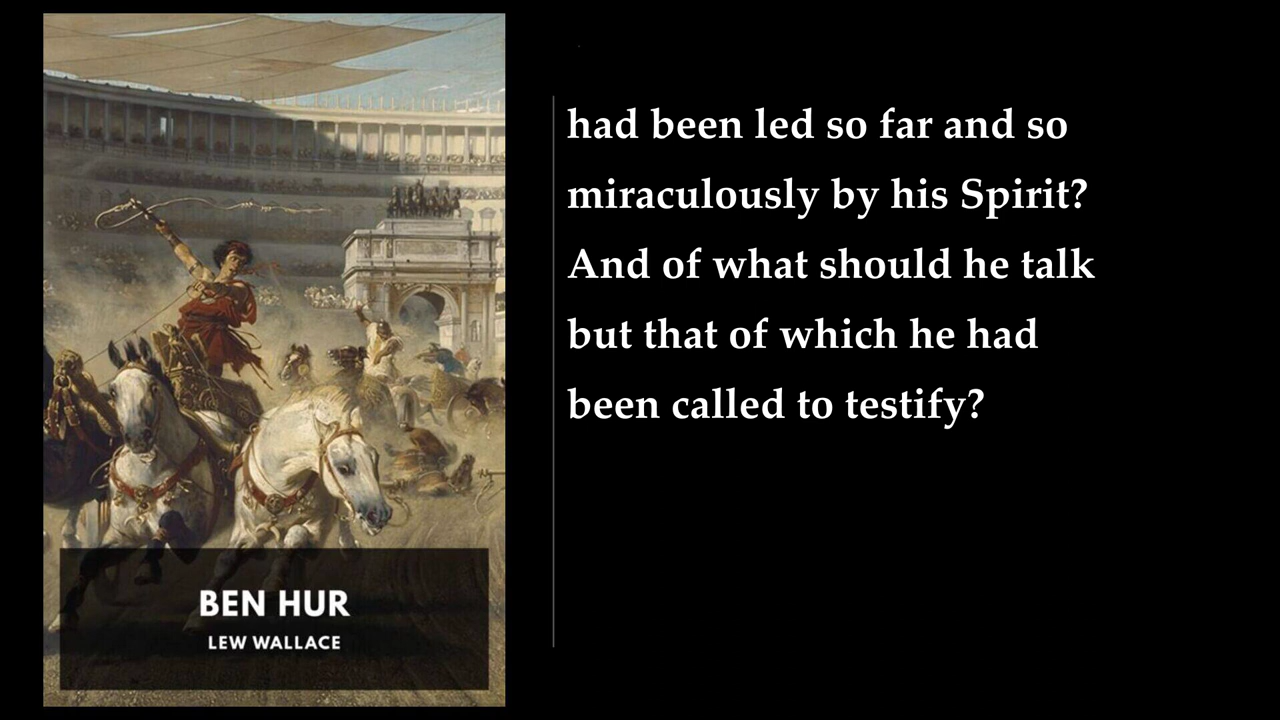 had been led so far and so
miraculously by his Spirit?
And of what should he talk
but that of which he had
been called to testify?
BEN HUR
LEW WALLACE